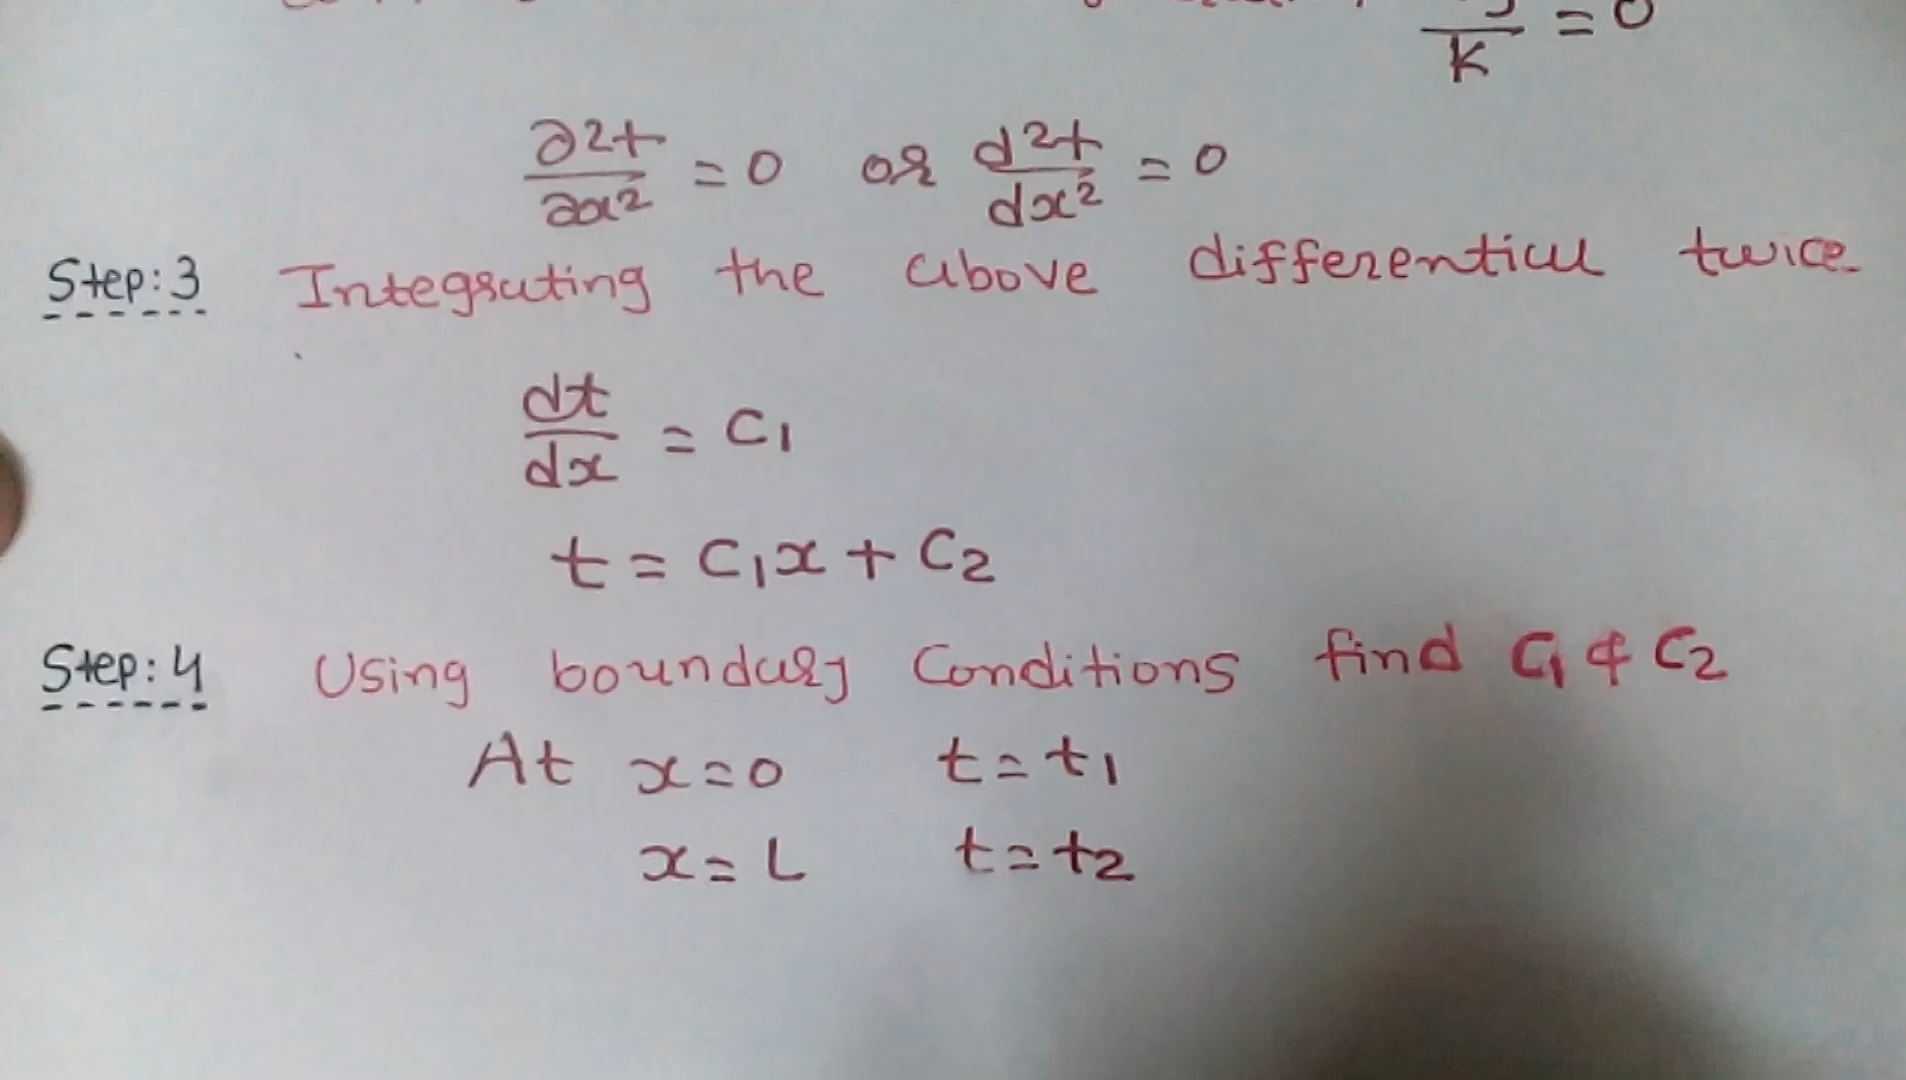 K = 0
∂2t/∂x2 = 0 or d2t/dx2 = 0
Step:3 Integrating the above differential twice.
dt/dx = C1
t = C1x + C2
Step:4 Using boundary Conditions find C1 & C2
At x=0 t=t1
x=L t=t2